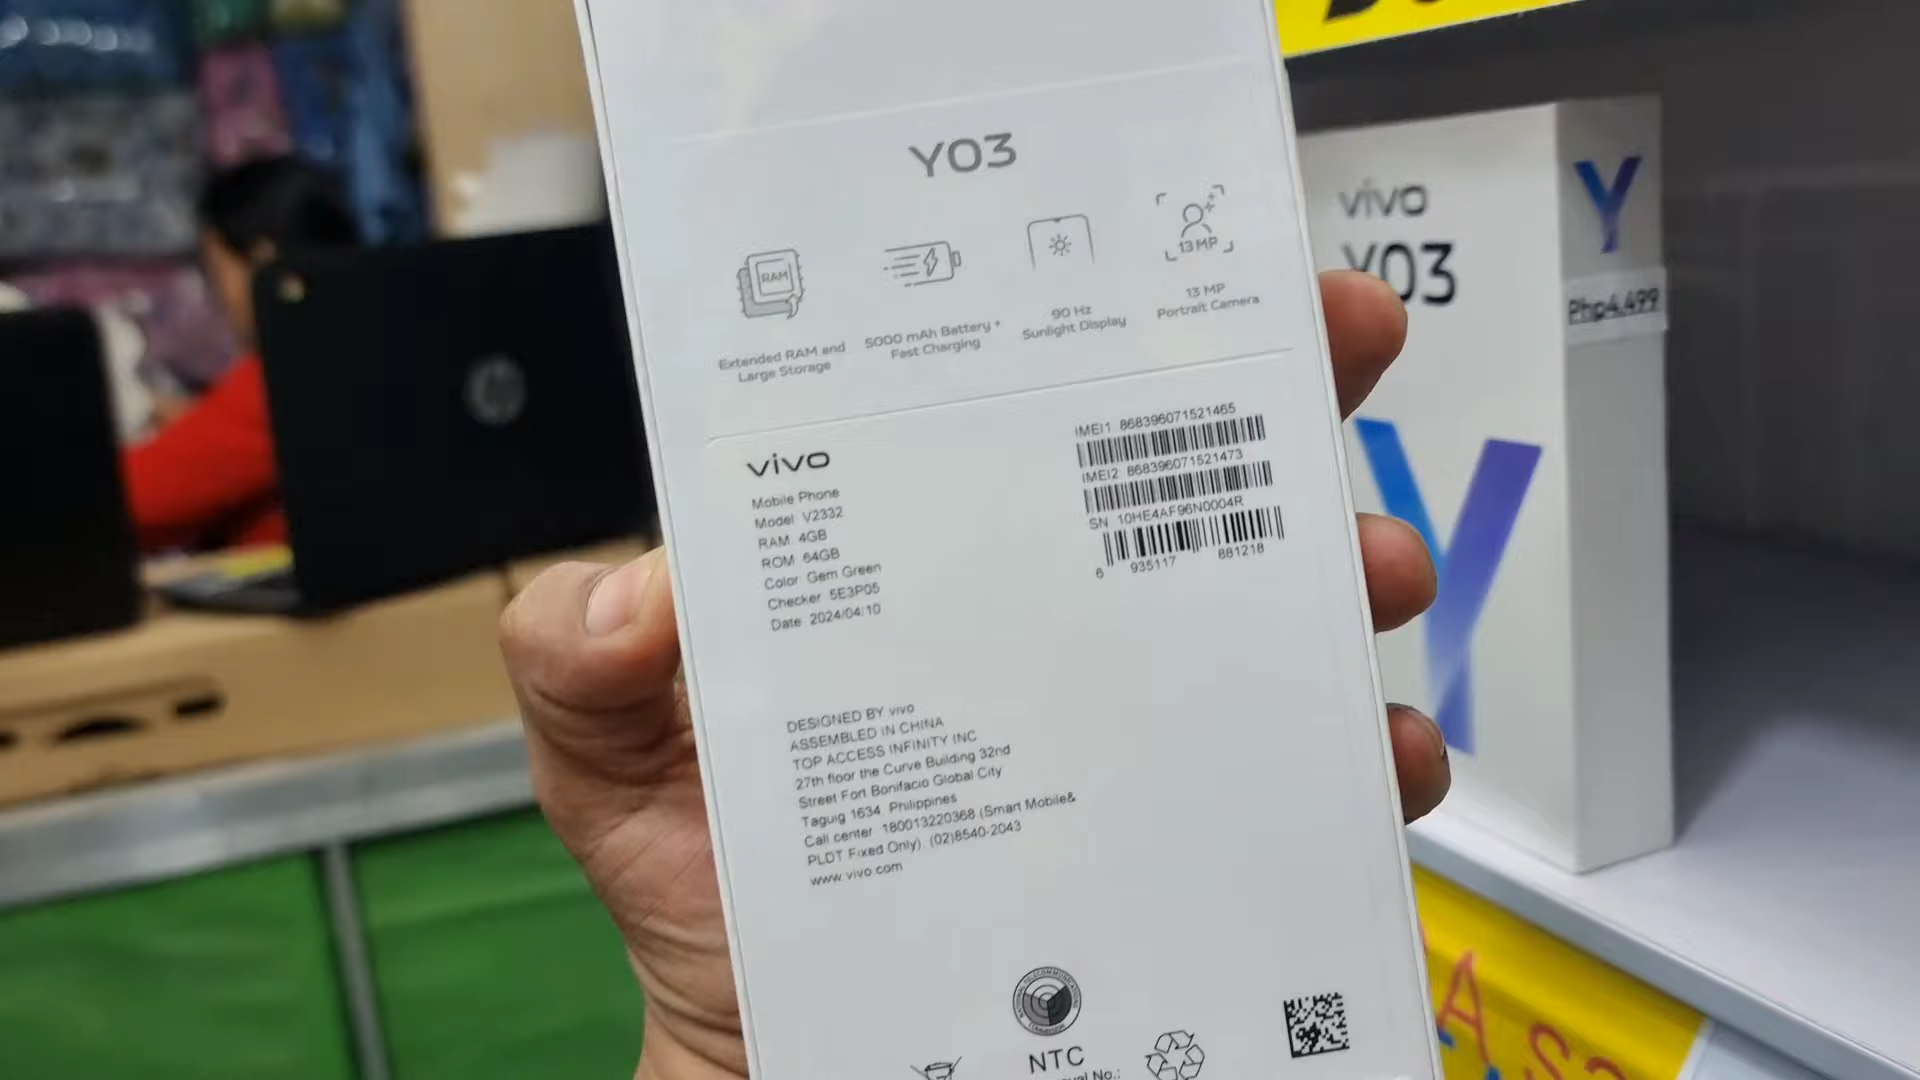 Y03
RAM
13 MP
Extended RAM and
Large Storage
5000 mAh Battery +
Fast Charging
90 Hz
Sunlight Display
13 MP
Portrait Camera
vivo
Mobile Phone
Model V2332
RAM 4GB
ROM 64GB
Color Gem Green
Checker 5E3P05
Date 2024/04/10
IMEI1 868396071521465
IMEI2 868396071521473
SN 10HE4AF96N0004R
6 935117 881218
DESIGNED BY vivo
ASSEMBLED IN CHINA
TOP ACCESS INFINITY INC
27th floor the Curve Building 32nd
Street Fort Bonifacio Global City
Taguig 1634 Philippines
Call center 180013220368 (Smart Mobile&
PLDT Fixed Only). (02)8540-2043
www.vivo.com
NTC
No.:
vivo
Y03
Y
Php4,499
Y
hp